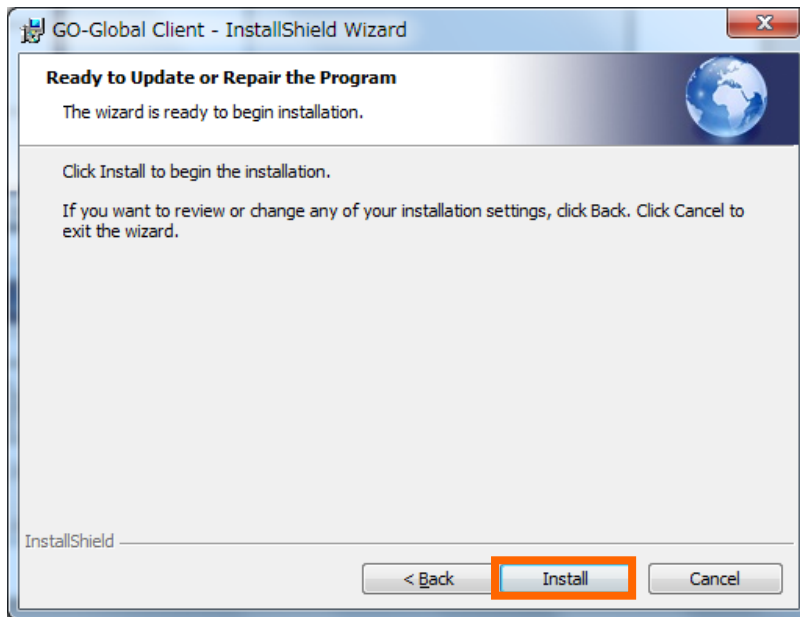 GO-Global Client - InstallShield Wizard
Ready to Update or Repair the Program
The wizard is ready to begin installation.
Click Install to begin the installation.
If you want to review or change any of your installation settings, click Back. Click Cancel to
exit the wizard.
InstallShield
< Back
Install
Cancel